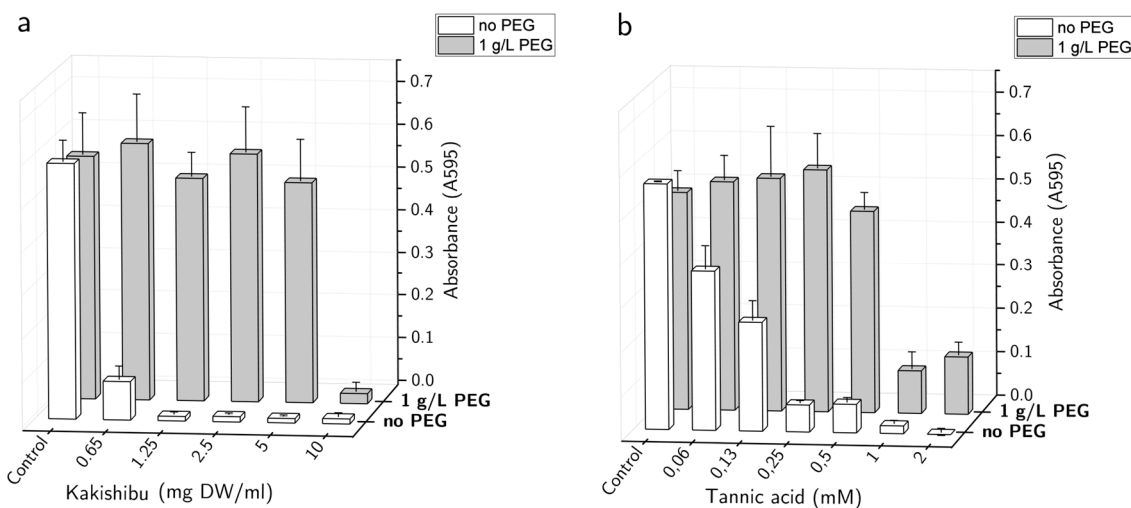 a
no PEG
1 g/L PEG
0.7
0.6
0.5
0.4
0.3
0.2
0.1
0.0
Absorbance (A595)
1 g/L PEG
no PEG
Control
0.65
1.25
2.5
5
10
Kakishibu (mg DW/ml)
b
no PEG
1 g/L PEG
0.7
0.6
0.5
0.4
0.3
0.2
0.1
0.0
Absorbance (A595)
1 g/L PEG
no PEG
Control
0,06
0,13
0,25
0,5
1
2
Tannic acid (mM)